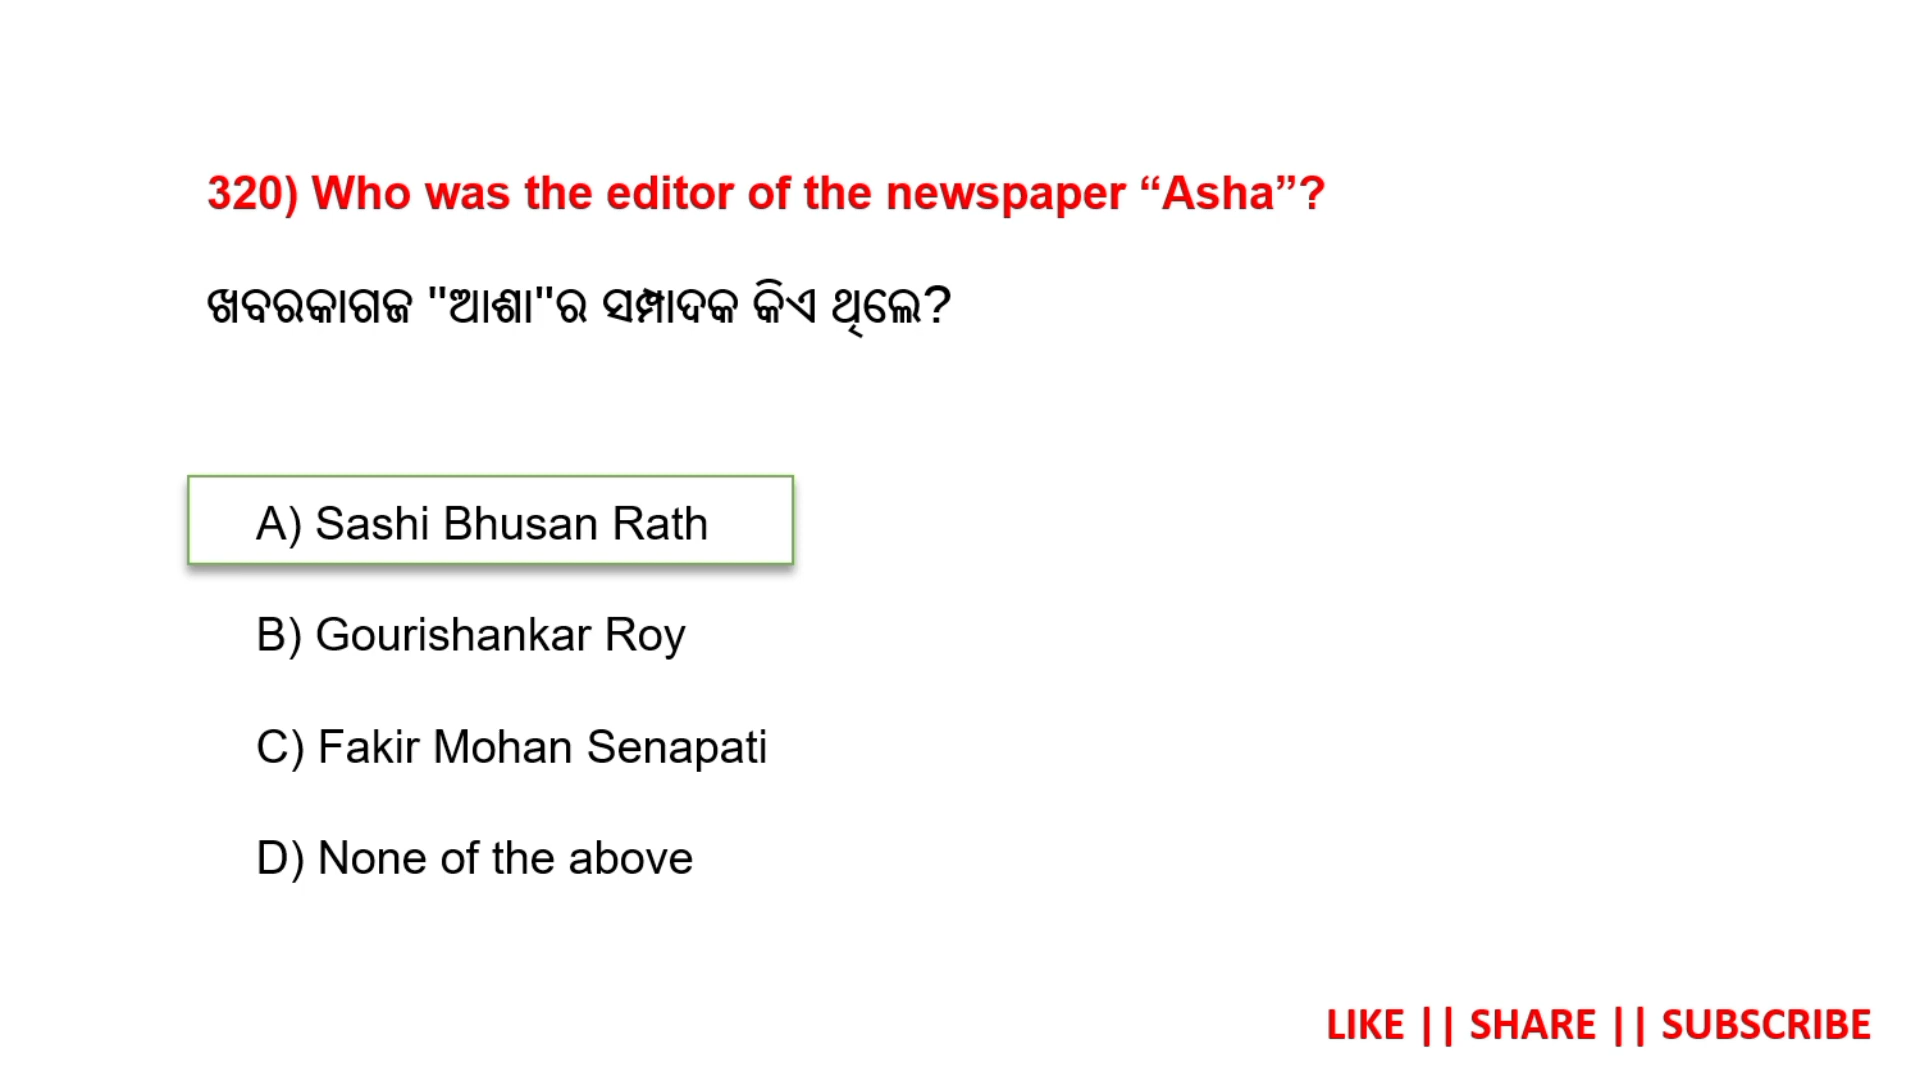 320) Who was the editor of the newspaper “Asha”?
ଖବରକାଗଜ "ଆଶା"ର ସମ୍ପାଦକ କିଏ ଥିଲେ?
A) Sashi Bhusan Rath
B) Gourishankar Roy
C) Fakir Mohan Senapati
D) None of the above
LIKE || SHARE || SUBSCRIBE